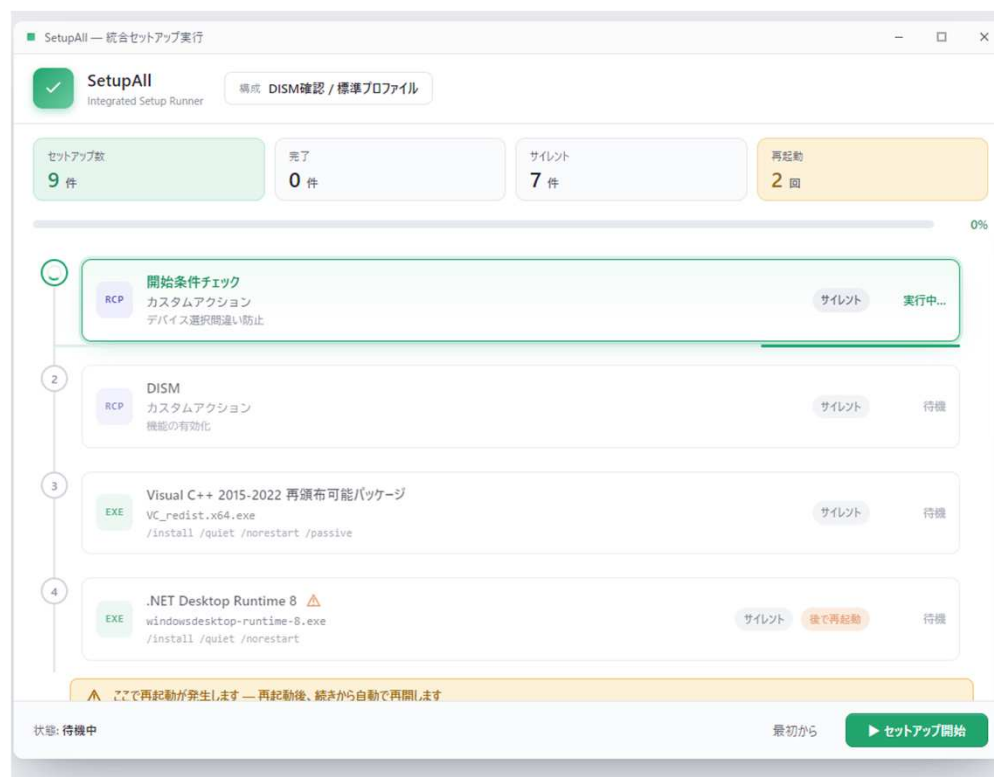 SetupAll — 統合セットアップ実行
SetupAll
Integrated Setup Runner
構成 DISM確認 / 標準プロファイル
セットアップ数
9 件
完了
0 件
サイレント
7 件
再起動
2 回
0%
RCP
開始条件チェック
カスタムアクション
デバイス選択間違い防止
サイレント
実行中...
2
RCP
DISM
カスタムアクション
機能の有効化
サイレント
待機
3
EXE
Visual C++ 2015-2022 再頒布可能パッケージ
VC_redist.x64.exe
/install /quiet /norestart /passive
サイレント
待機
4
EXE
.NET Desktop Runtime 8
windowsdesktop-runtime-8.exe
/install /quiet /norestart
サイレント
後で再起動
待機
ここで再起動が発生します — 再起動後、続きから自動で再開します
状態: 待機中
最初から
セットアップ開始